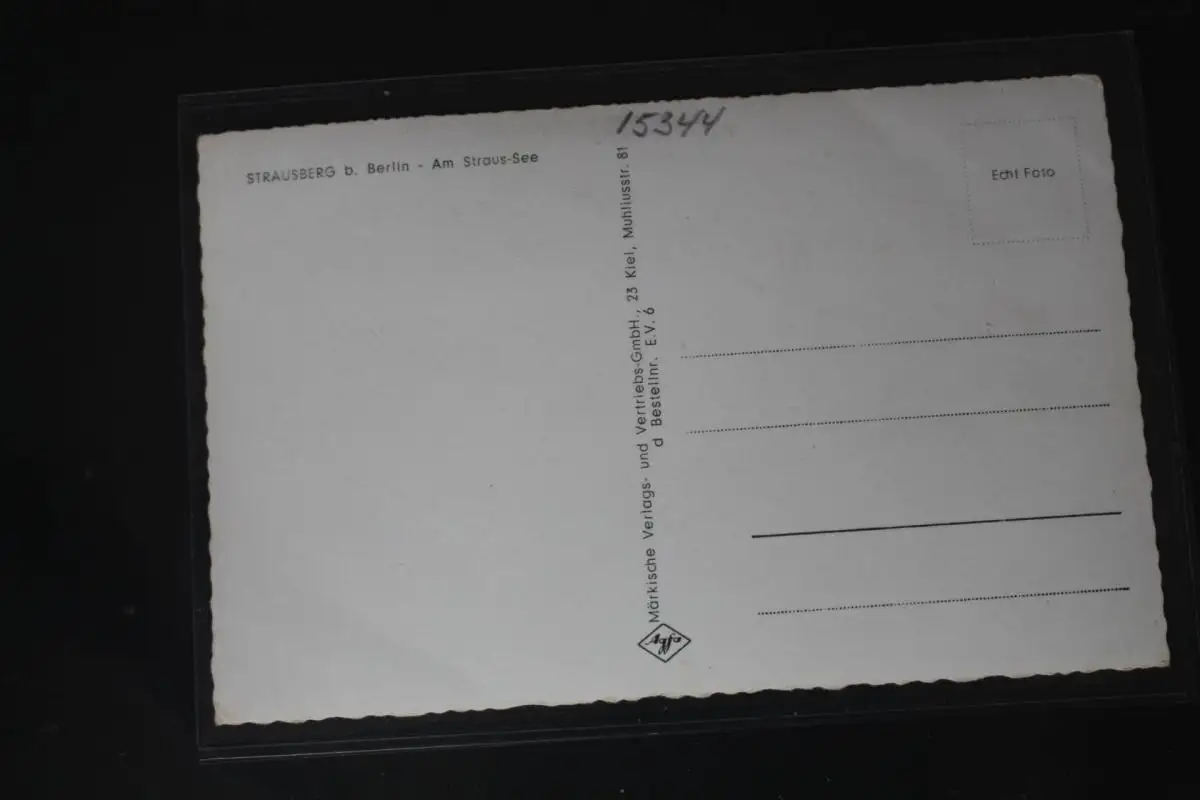 STRAUSBERG b. Berlin - Am Straus-See
15344
Echt Foto
Märkische Verlags- und Vertriebs-GmbH., 23 Kiel, Muhliusstr. 81
d Bestellnr. E.V. 6